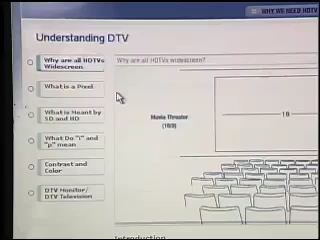 WHY WE NEED HDTV
Understanding DTV
Why are all HDTVs
Widescreen
Why are all HDTVs widescreen?
What is a Pixel
What is Meant by
SD and HD
What Do "i" and
"p" mean
Contrast and
Color
DTV Monitor/
DTV Television
Movie Threater
(16:9)
16
Introduction